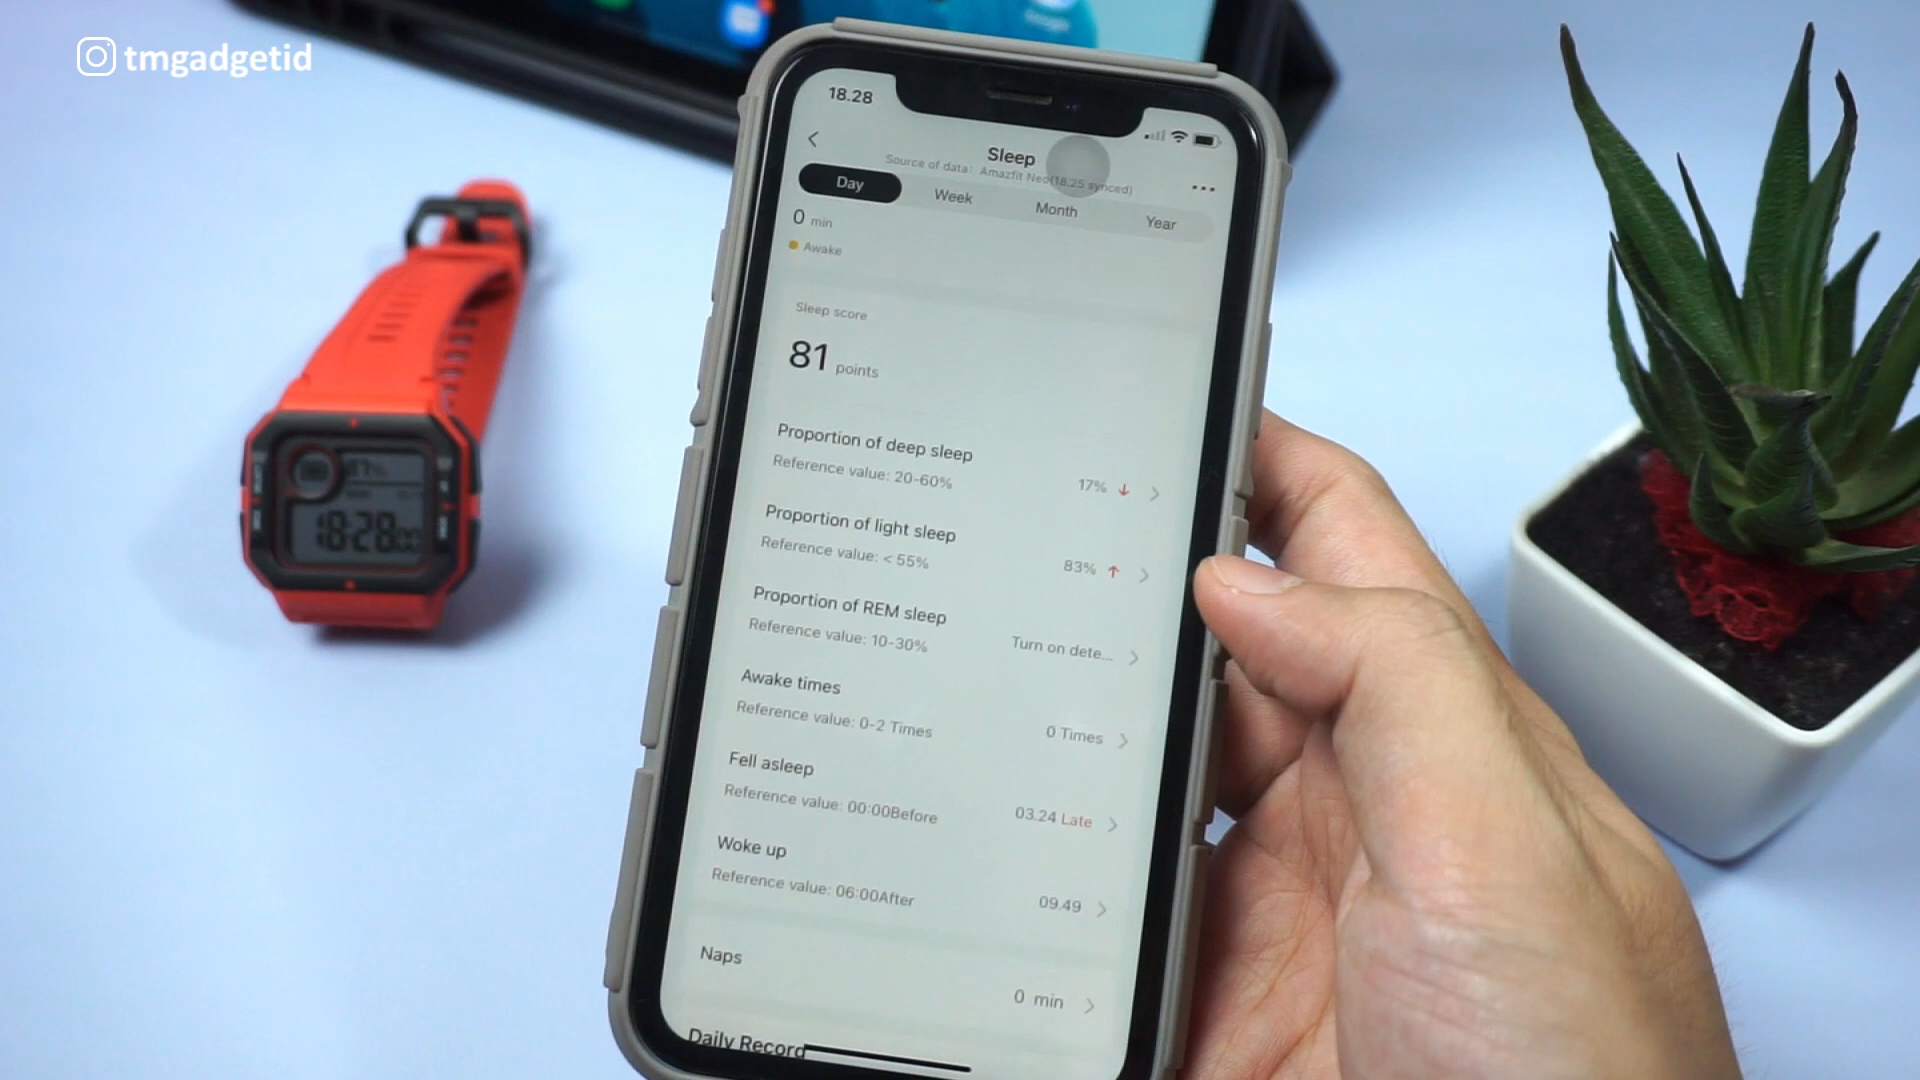 tmgadgetid
18.28
Sleep
Source of data: Amazfit Neo(18.25 synced)
Day
Week
Month
Year
0 min
Awake
Sleep score
81 points
Proportion of deep sleep
Reference value: 20-60%
17% ↓
Proportion of light sleep
Reference value: < 55%
83% ↑
Proportion of REM sleep
Reference value: 10-30%
Turn on dete...
Awake times
Reference value: 0-2 Times
0 Times
Fell asleep
Reference value: 00:00Before
03.24 Late
Woke up
Reference value: 06:00After
09.49
Naps
0 min
Daily Record
18:28